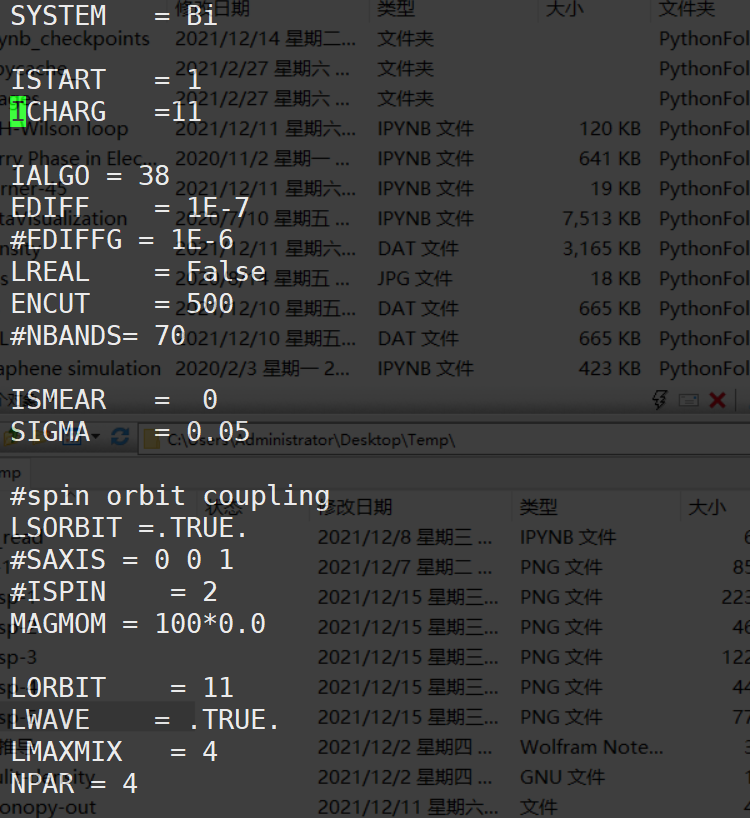 SYSTEM = Bi
修改日期 类型 大小 文件夹
ynb_checkpoints 2021/12/14 星期二... 文件夹 PythonFol
2021/2/27 星期六 ... 文件夹 PythonFol
ISTART = 1
2021/2/27 星期六 ... 文件夹 PythonFol
ICHARG =11
H-Wilson loop 2021/12/11 星期六... IPYNB 文件 120 KB PythonFol
rry Phase in Elec... 2020/11/2 星期一 ... IPYNB 文件 641 KB PythonFol
IALGO = 38
rner-45 2021/12/11 星期六... IPYNB 文件 19 KB PythonFol
EDIFF = 1E-7
taVisualization 2020/7/10 星期五 ... IPYNB 文件 7,513 KB PythonFol
#EDIFFG = 1E-6
2021/12/11 星期六... DAT 文件 3,165 KB PythonFol
LREAL = False
星期五 ... JPG 文件 18 KB PythonFol
ENCUT = 500
2021/12/10 星期五... DAT 文件 665 KB PythonFol
#NBANDS= 70
2021/12/10 星期五... DAT 文件 665 KB PythonFol
aphene simulation 2020/2/3 星期一 2... IPYNB 文件 423 KB PythonFol
ISMEAR = 0
SIGMA = 0.05
C:\Users\Administrator\Desktop\Temp\
mp
#spin orbit coupling
状态 修改日期 类型 大小
LSORBIT =.TRUE.
_read 2021/12/8 星期三 ... IPYNB 文件
#SAXIS = 0 0 1
2021/12/7 星期二 ... PNG 文件 85
#ISPIN = 2
2021/12/15 星期三... PNG 文件 223
MAGMOM = 100*0.0
2021/12/15 星期三... PNG 文件 46
sp-3 2021/12/15 星期三... PNG 文件 122
LORBIT = 11
2021/12/15 星期三... PNG 文件 44
LWAVE = .TRUE.
2021/12/15 星期三... PNG 文件 77
LMAXMIX = 4
2021/12/2 星期四 ... Wolfram Note...
NPAR = 4
2021/12/2 星期四 ... GNU 文件
onopy-out 2021/12/11 星期六... 文件